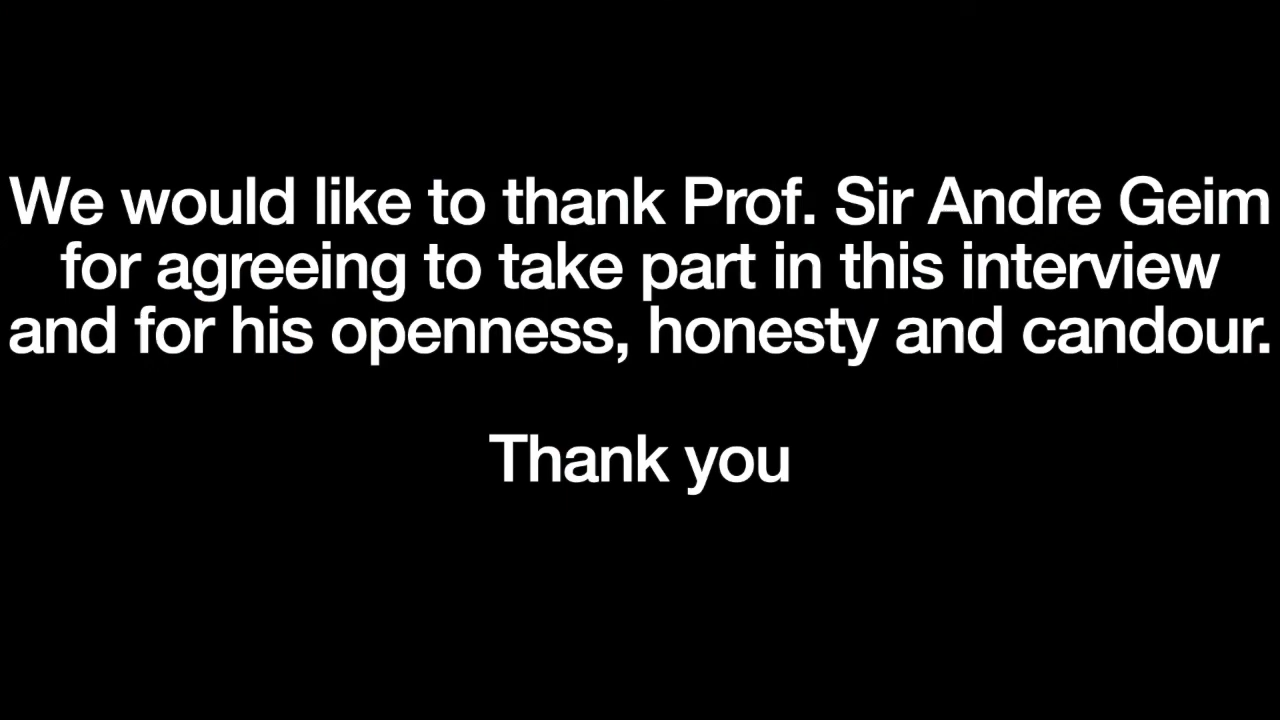 We would like to thank Prof. Sir Andre Geim
for agreeing to take part in this interview
and for his openness, honesty and candour.
Thank you